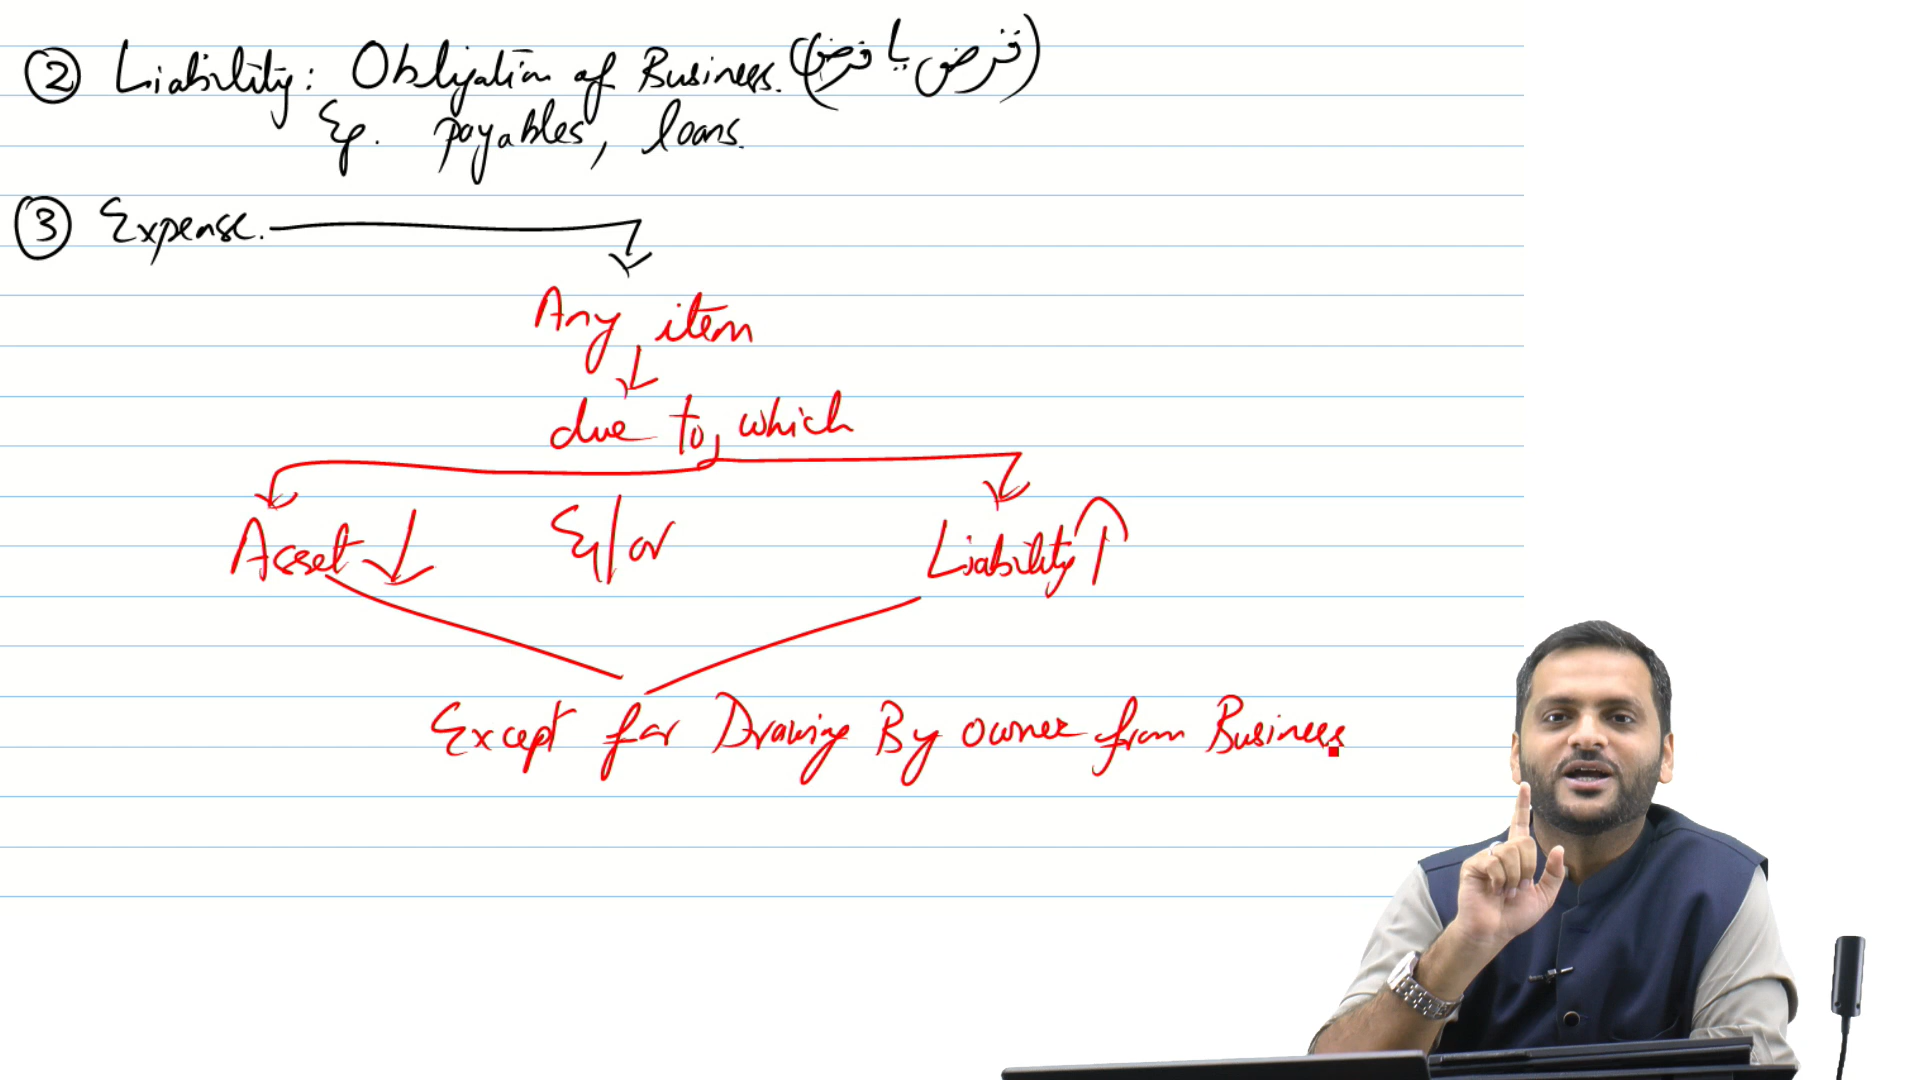 ② Liability: Obligation of Business. (قرض یا فرض)
Eg. payables, loans.
③ Expense.
Any item
due to which
Asset ↓ &/or Liability ↑
Except for Drawing By owner from Business